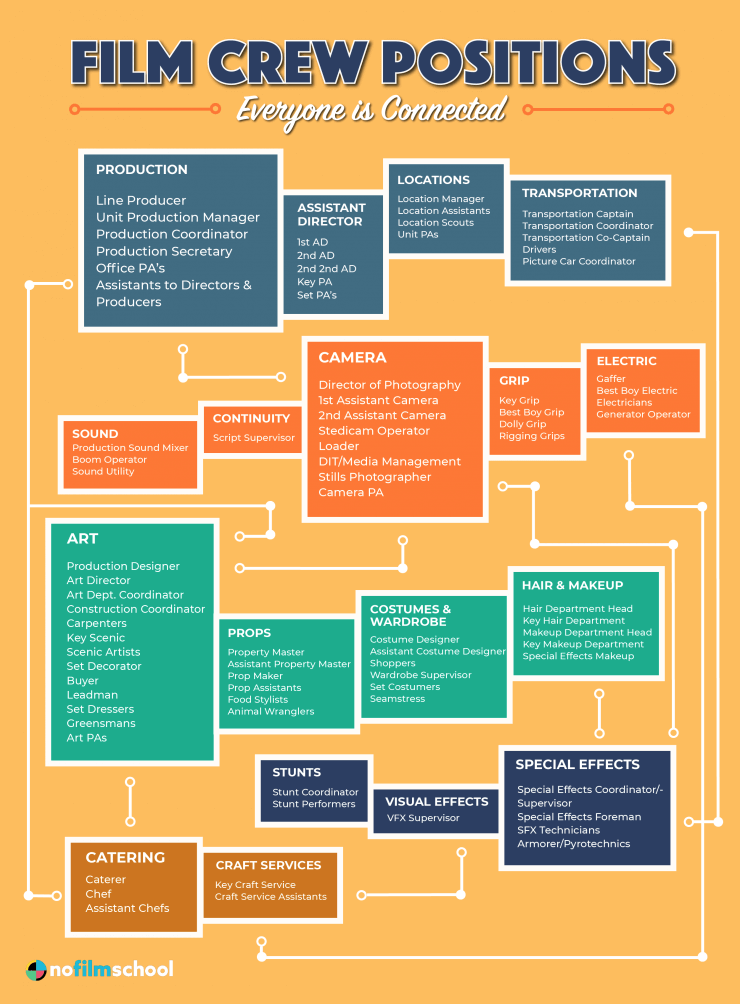 FILM CREW POSITIONS
Everyone is Connected
PRODUCTION
Line Producer
Unit Production Manager
Production Coordinator
Production Secretary
Office PA's
Assistants to Directors &
Producers
ASSISTANT
DIRECTOR
1st AD
2nd AD
2nd 2nd AD
Key PA
Set PA's
LOCATIONS
Location Manager
Location Assistants
Location Scouts
Unit PAs
TRANSPORTATION
Transportation Captain
Transportation Coordinator
Transportation Co-Captain
Drivers
Picture Car Coordinator
SOUND
Production Sound Mixer
Boom Operator
Sound Utility
CONTINUITY
Script Supervisor
CAMERA
Director of Photography
1st Assistant Camera
2nd Assistant Camera
Stedicam Operator
Loader
DIT/Media Management
Stills Photographer
Camera PA
GRIP
Key Grip
Best Boy Grip
Dolly Grip
Rigging Grips
ELECTRIC
Gaffer
Best Boy Electric
Electricians
Generator Operator
ART
Production Designer
Art Director
Art Dept. Coordinator
Construction Coordinator
Carpenters
Key Scenic
Scenic Artists
Set Decorator
Buyer
Leadman
Set Dressers
Greensmans
Art PAs
PROPS
Property Master
Assistant Property Master
Prop Maker
Prop Assistants
Food Stylists
Animal Wranglers
COSTUMES &
WARDROBE
Costume Designer
Assistant Costume Designer
Shoppers
Wardrobe Supervisor
Set Costumers
Seamstress
HAIR & MAKEUP
Hair Department Head
Key Hair Department
Makeup Department Head
Key Makeup Department
Special Effects Makeup
STUNTS
Stunt Coordinator
Stunt Performers
VISUAL EFFECTS
VFX Supervisor
SPECIAL EFFECTS
Special Effects Coordinator/-
Supervisor
Special Effects Foreman
SFX Technicians
Armorer/Pyrotechnics
CATERING
Caterer
Chef
Assistant Chefs
CRAFT SERVICES
Key Craft Service
Craft Service Assistants
nofilmschool